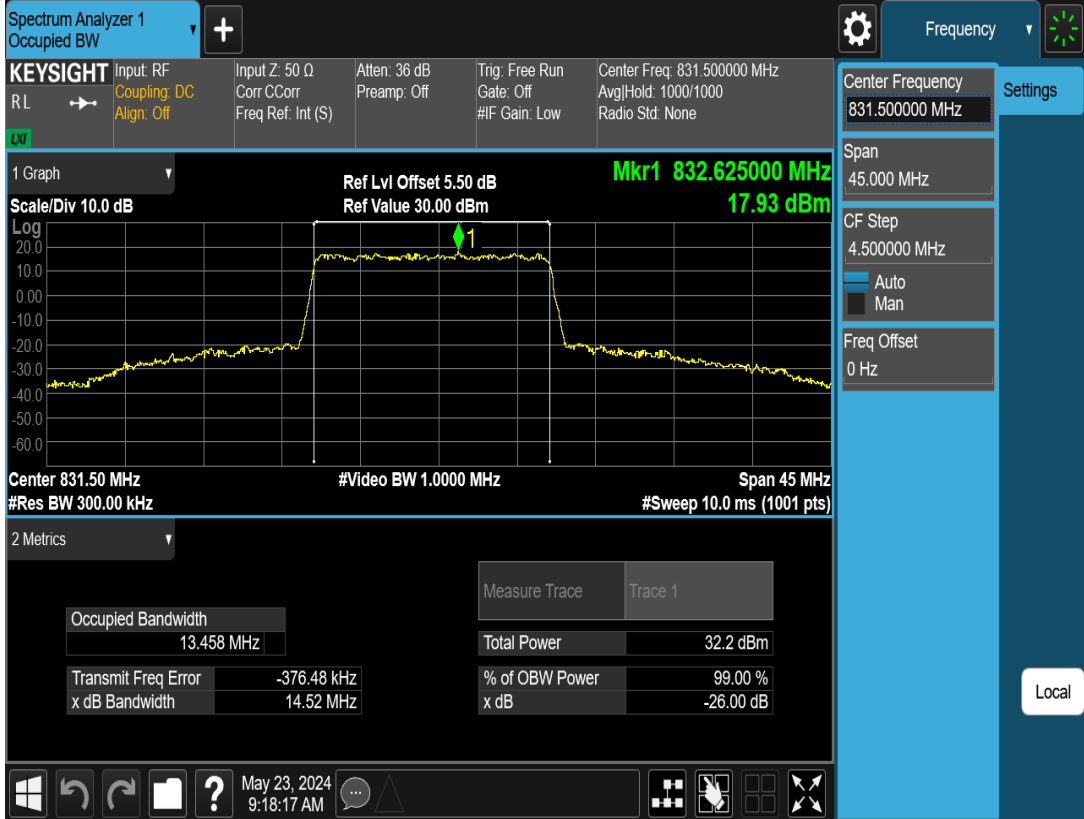 Spectrum Analyzer 1
Occupied BW
+
Frequency
KEYSIGHT
RL
LXI
Input: RF
Coupling: DC
Align: Off
Input Z: 50 Ω
Corr CCorr
Freq Ref: Int (S)
Atten: 36 dB
Preamp: Off
Trig: Free Run
Gate: Off
#IF Gain: Low
Center Freq: 831.500000 MHz
Avg|Hold: 1000/1000
Radio Std: None
Center Frequency
831.500000 MHz
Settings
Span
45.000 MHz
CF Step
4.500000 MHz
Auto
Man
Freq Offset
0 Hz
Local
1 Graph
Scale/Div 10.0 dB
Ref Lvl Offset 5.50 dB
Ref Value 30.00 dBm
Mkr1 832.625000 MHz
17.93 dBm
Log
1
20.0
10.0
0.00
-10.0
-20.0
-30.0
-40.0
-50.0
-60.0
Center 831.50 MHz
#Video BW 1.0000 MHz
Span 45 MHz
#Res BW 300.00 kHz
#Sweep 10.0 ms (1001 pts)
2 Metrics
Measure Trace
Trace 1
Occupied Bandwidth
13.458 MHz
Total Power
32.2 dBm
Transmit Freq Error
-376.48 kHz
% of OBW Power
99.00 %
x dB Bandwidth
14.52 MHz
x dB
-26.00 dB
?
May 23, 2024
9:18:17 AM